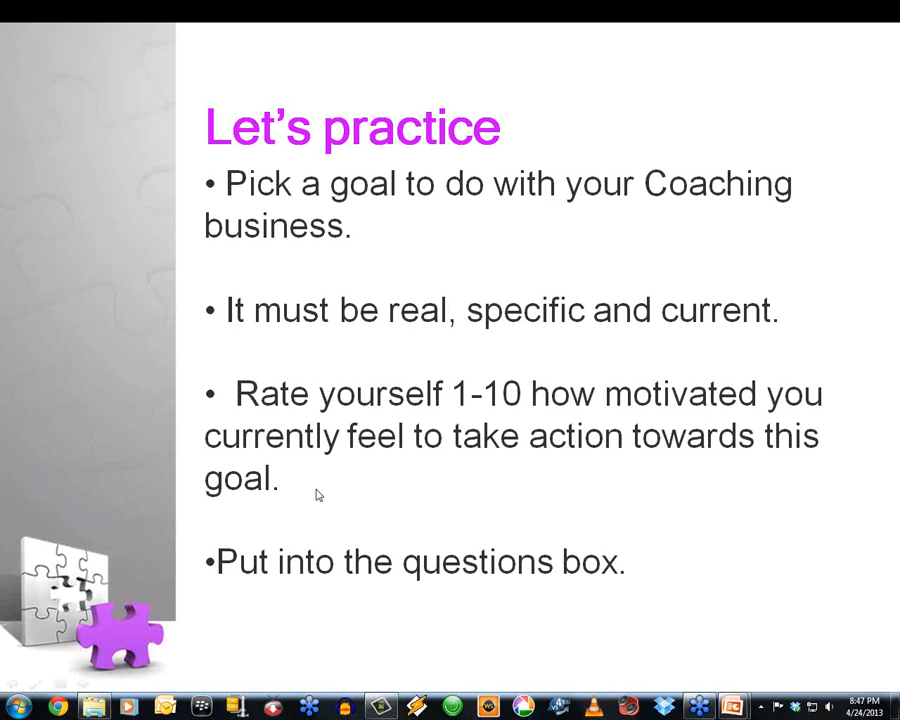 Let's practice
• Pick a goal to do with your Coaching
business.
• It must be real, specific and current.
• Rate yourself 1-10 how motivated you
currently feel to take action towards this
goal.
•Put into the questions box.
8:47 PM
4/24/2013